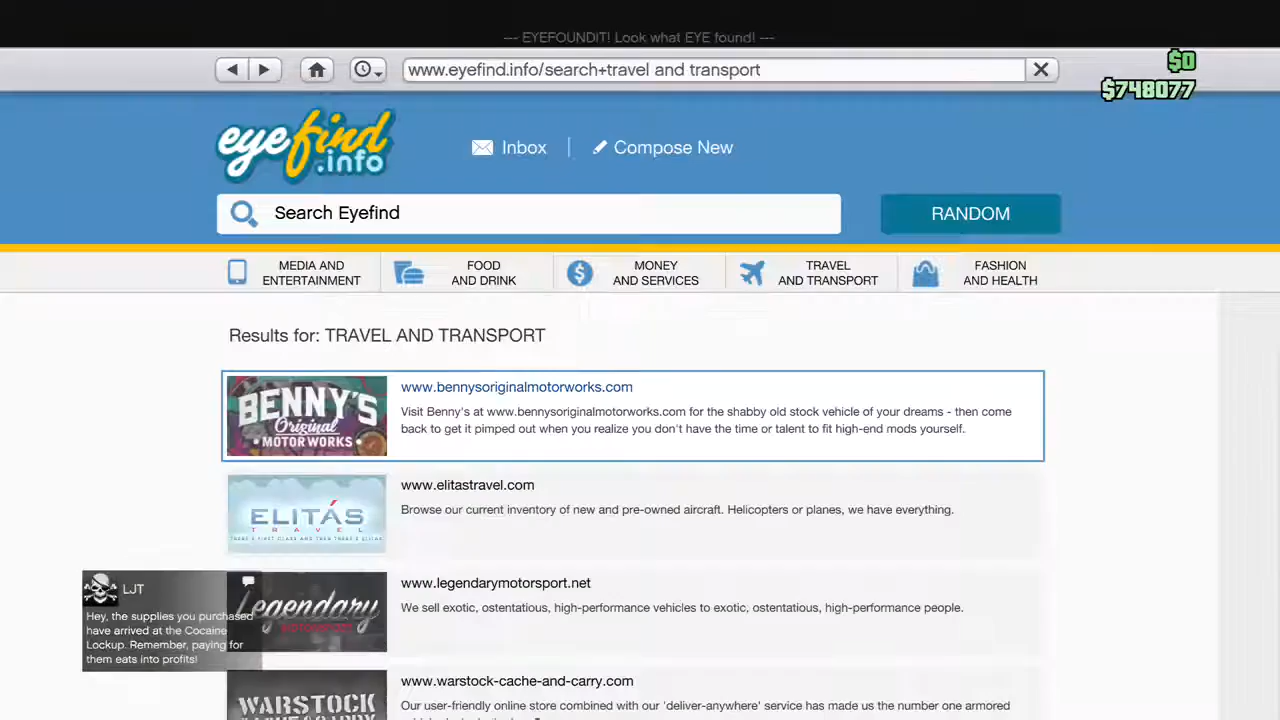 --- EYEFOUNDIT! Look what EYE found! ---
www.eyefind.info/search+travel and transport
$0
$748077
eyefind
.info
Inbox
Compose New
Search Eyefind
RANDOM
MEDIA AND
ENTERTAINMENT
FOOD
AND DRINK
MONEY
AND SERVICES
TRAVEL
AND TRANSPORT
FASHION
AND HEALTH
Results for: TRAVEL AND TRANSPORT
BENNY'S
Original
MOTOR WORKS
www.bennysoriginalmotorworks.com
Visit Benny's at www.bennysoriginalmotorworks.com for the shabby old stock vehicle of your dreams - then come
back to get it pimped out when you realize you don't have the time or talent to fit high-end mods yourself.
ELITÁS
TRAVEL
THERE'S FIRST CLASS AND THEN THERE'S ELITAS
www.elitastravel.com
Browse our current inventory of new and pre-owned aircraft. Helicopters or planes, we have everything.
Legendary
MOTORSPORT
www.legendarymotorsport.net
We sell exotic, ostentatious, high-performance vehicles to exotic, ostentatious, high-performance people.
LJT
Hey, the supplies you purchased
have arrived at the Cocaine
Lockup. Remember, paying for
them eats into profits!
WARSTOCK
www.warstock-cache-and-carry.com
Our user-friendly online store combined with our 'deliver-anywhere' service has made us the number one armored